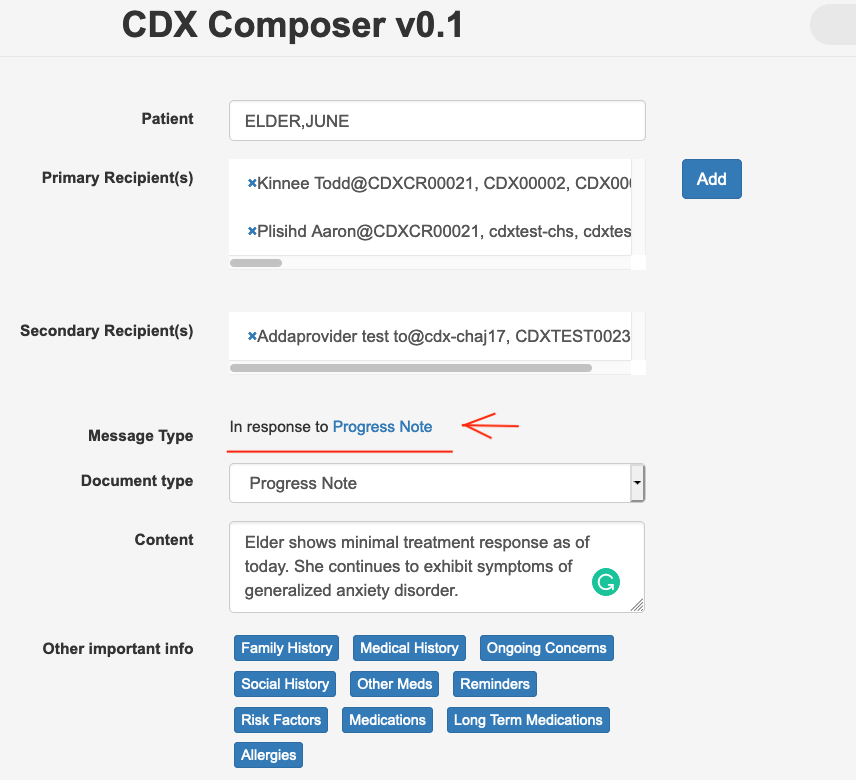 CDX Composer v0.1
Patient
ELDER,JUNE
Primary Recipient(s)
×Kinnee Todd@CDXCR00021, CDX00002, CDX00
Add
×Plisihd Aaron@CDXCR00021, cdxtest-chs, cdxtes
Secondary Recipient(s)
×Addaprovider test to@cdx-chaj17, CDXTEST0023
Message Type
In response to Progress Note
Document type
Progress Note
Content
Elder shows minimal treatment response as of
today. She continues to exhibit symptoms of
generalized anxiety disorder.
Other important info
Family History Medical History Ongoing Concerns
Social History Other Meds Reminders
Risk Factors Medications Long Term Medications
Allergies